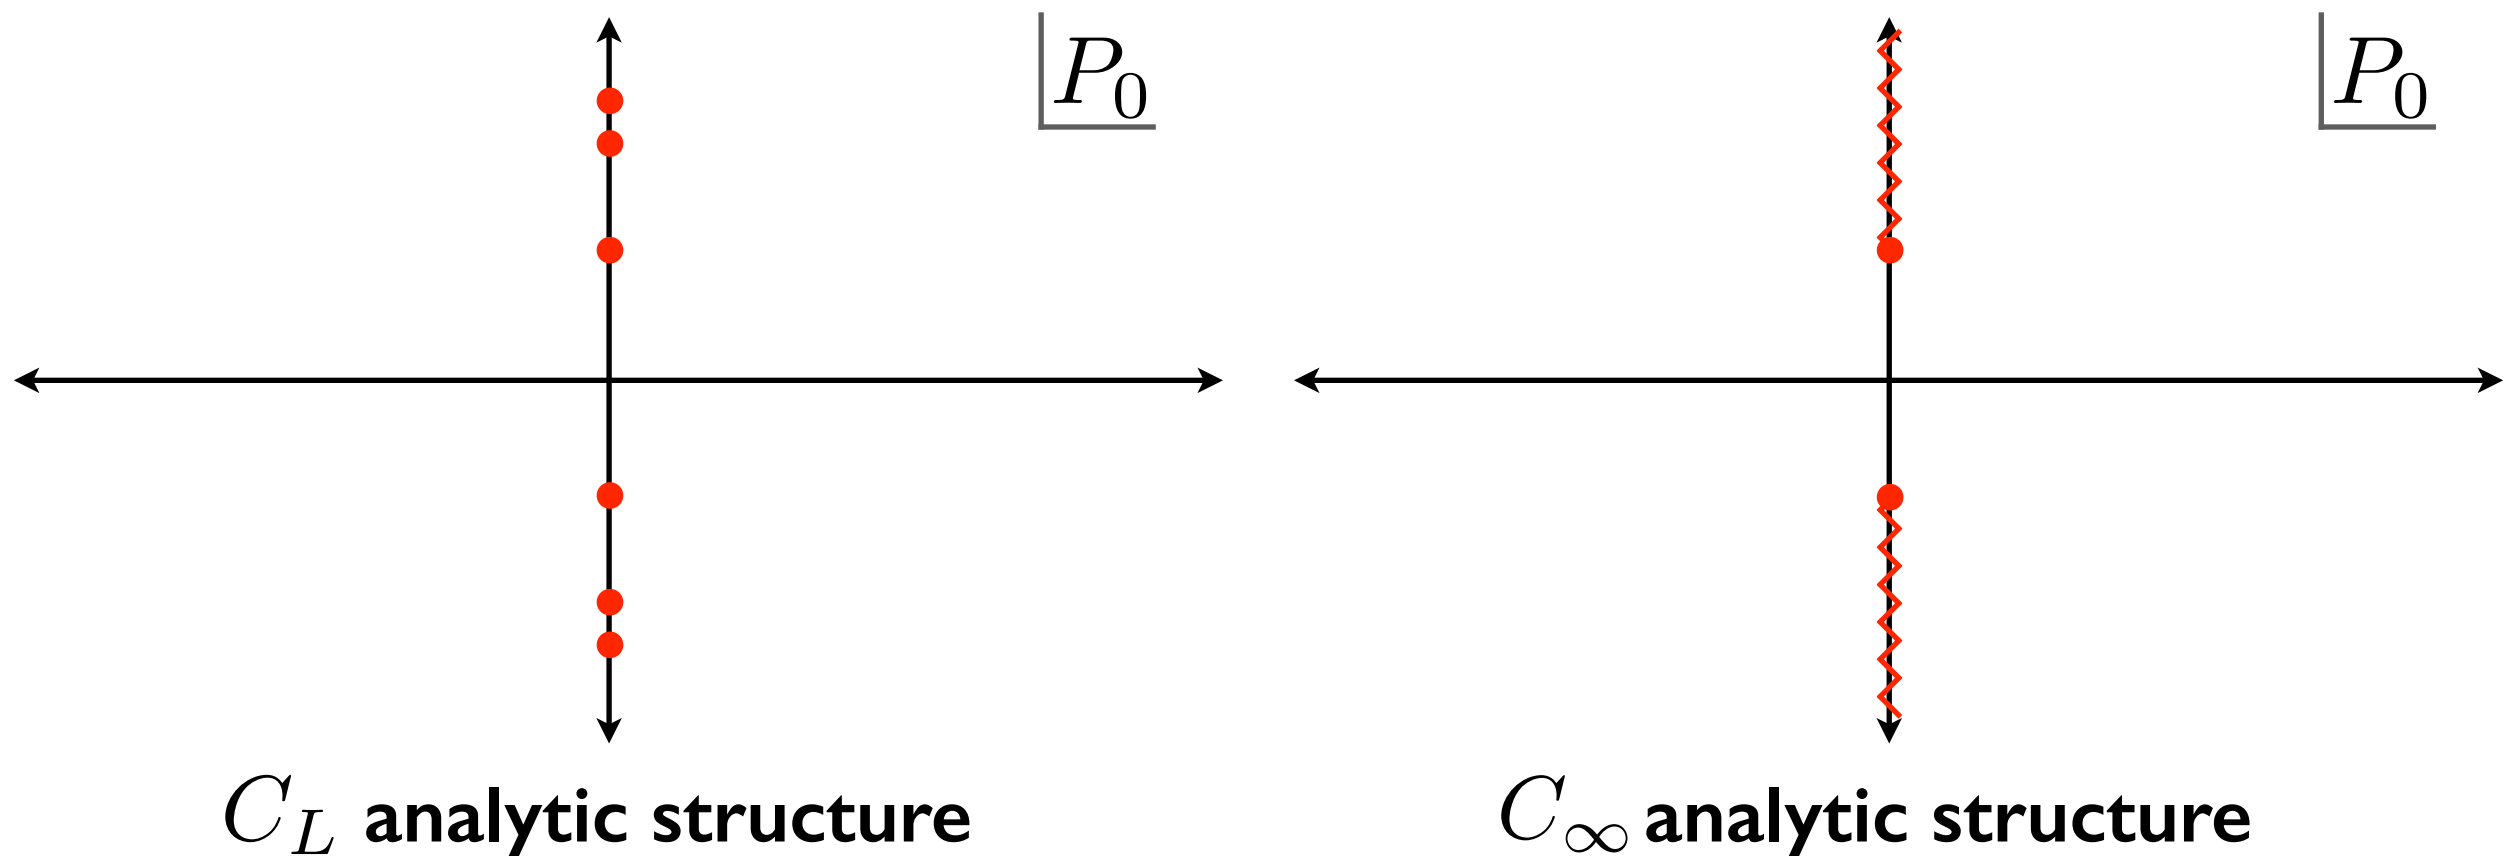 P₀
P₀
C_L analytic structure
C_∞ analytic structure